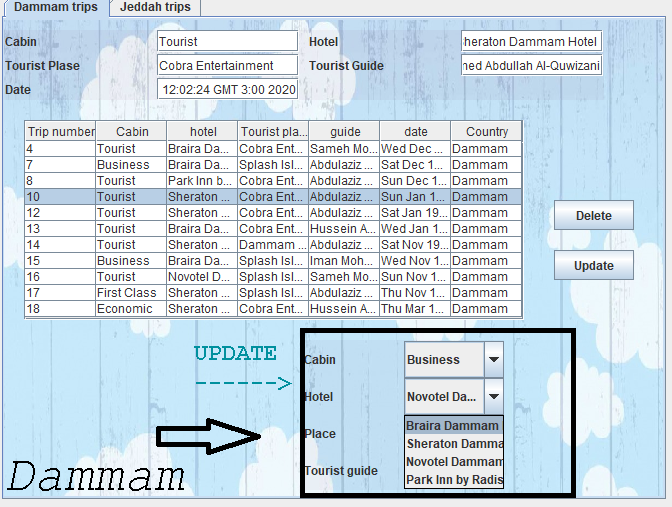 Dammam trips Jeddah trips
Cabin Tourist Hotel heraton Dammam Hotel
Tourist Plase Cobra Entertainment Tourist Guide ned Abdullah Al-Quwizani
Date 12:02:24 GMT 3:00 2020
Trip number Cabin hotel Tourist pla... guide date Country
4 Tourist Braira Da... Cobra Ent... Sameh Mo... Wed Dec ... Dammam
7 Business Braira Da... Splash Isl... Abdulaziz ... Sat Dec 1... Dammam
8 Tourist Park Inn b... Cobra Ent... Abdulaziz ... Sun Dec 1... Dammam
10 Tourist Sheraton ... Cobra Ent... Abdulaziz ... Sun Jan 1... Dammam
12 Tourist Sheraton ... Cobra Ent... Abdulaziz ... Sat Jan 19... Dammam
13 Tourist Braira Da... Cobra Ent... Hussein A... Wed Jan 1... Dammam
14 Tourist Sheraton ... Dammam ... Abdulaziz ... Sat Nov 19... Dammam
15 Business Braira Da... Splash Isl... Iman Moh... Wed Nov 1... Dammam
16 Tourist Novotel D... Splash Isl... Sameh Mo... Sun Nov 1... Dammam
17 First Class Sheraton ... Splash Isl... Abdulaziz ... Thu Nov 1... Dammam
18 Economic Sheraton ... Cobra Ent... Hussein A... Thu Mar 1... Dammam
Delete
Update
UPDATE
Cabin Business
Hotel Novotel Da...
Place
Tourist guide
Braira Dammam
Sheraton Damma
Novotel Dammam
Park Inn by Radis
Dammam